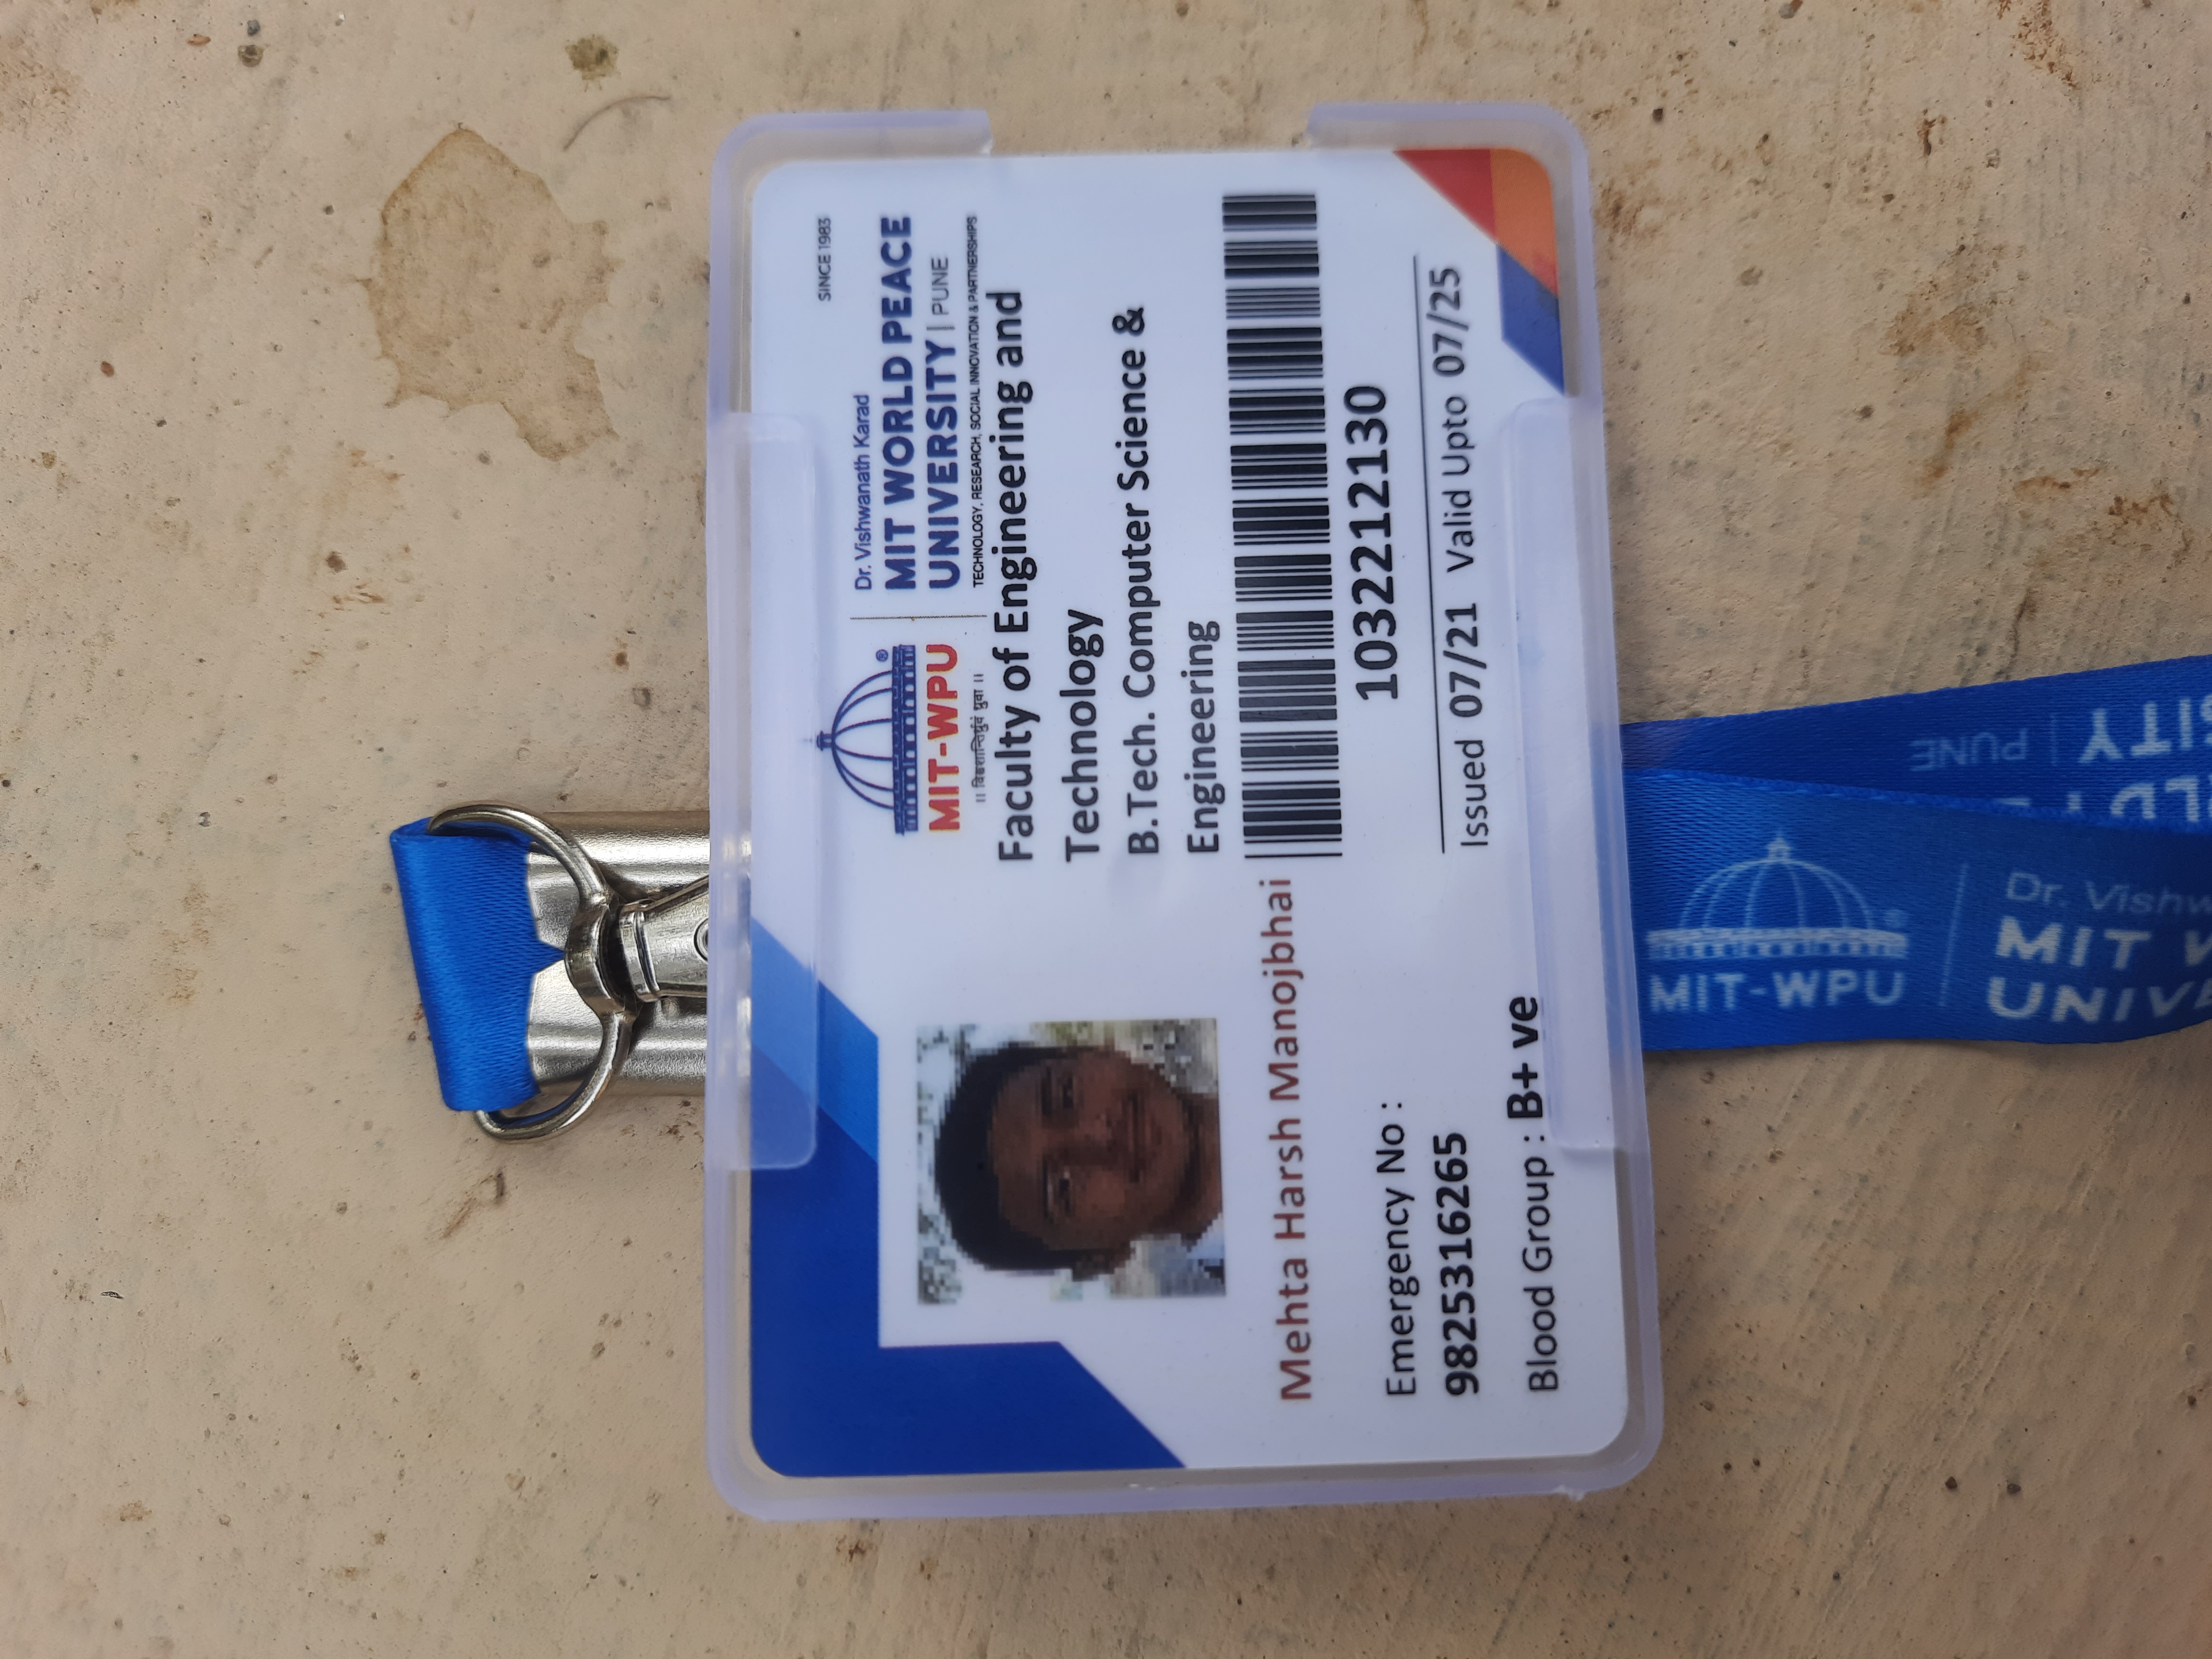 SINCE 1983
Dr. Vishwanath Karad
MIT WORLD PEACE
UNIVERSITY | PUNE
TECHNOLOGY, RESEARCH, SOCIAL INNOVATION & PARTNERSHIPS
MIT-WPU
®
Faculty of Engineering and
Technology
B.Tech. Computer Science &
Engineering
Mehta Harsh Manojbhai
1032212130
Emergency No :
9825316265
Issued 07/21 Valid Upto 07/25
Blood Group : B+ ve
MIT-WPU
Dr. Vishw
MIT W
UNIVE
SITY | PUNE